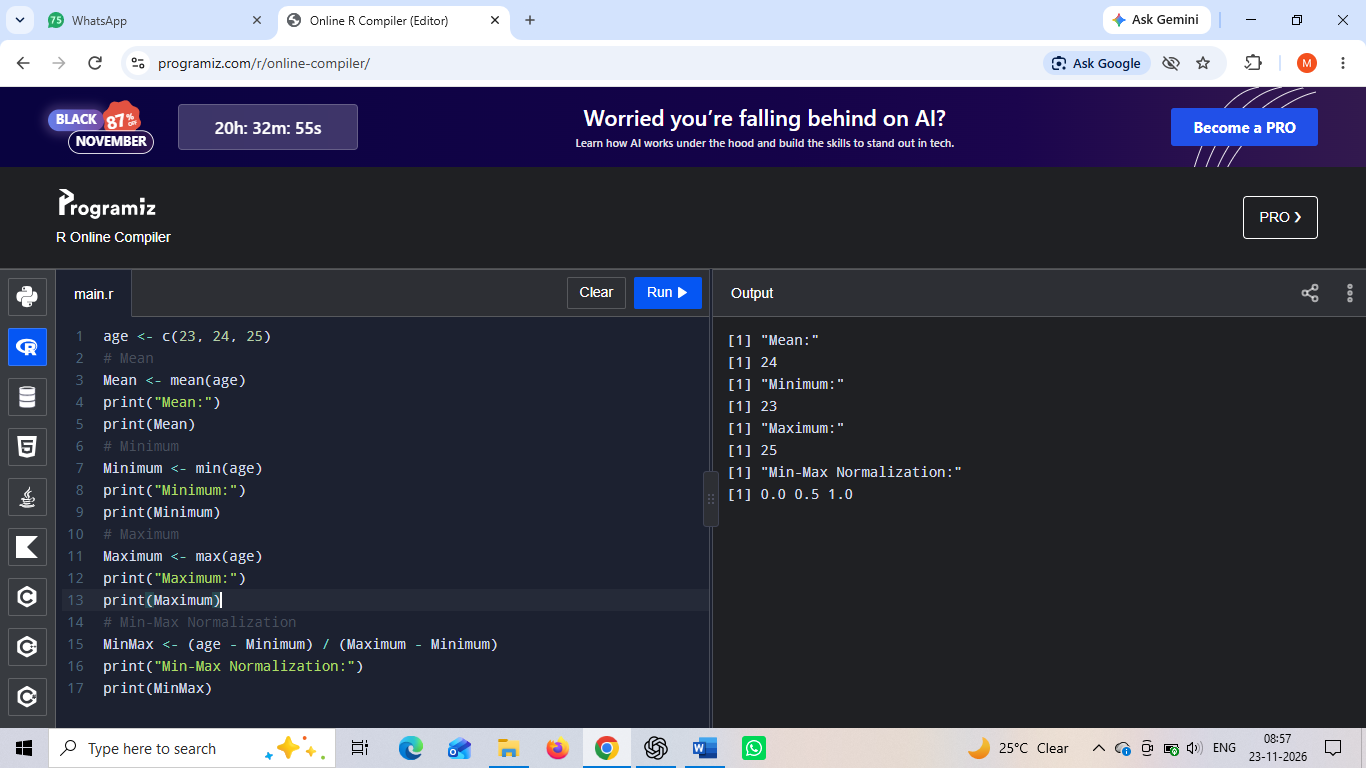 75 WhatsApp
Online R Compiler (Editor)
Ask Gemini
programiz.com/r/online-compiler/
Ask Google
M
BLACK
87% OFF
NOVEMBER
20h: 32m: 55s
Worried you’re falling behind on AI?
Learn how AI works under the hood and build the skills to stand out in tech.
Become a PRO
Programiz
R Online Compiler
PRO ❯
main.r
Clear
Run
Output
1 age <- c(23, 24, 25)
2 # Mean
3 Mean <- mean(age)
4 print("Mean:")
5 print(Mean)
6 # Minimum
7 Minimum <- min(age)
8 print("Minimum:")
9 print(Minimum)
10 # Maximum
11 Maximum <- max(age)
12 print("Maximum:")
13 print(Maximum)
14 # Min-Max Normalization
15 MinMax <- (age - Minimum) / (Maximum - Minimum)
16 print("Min-Max Normalization:")
17 print(MinMax)
[1] "Mean:"
[1] 24
[1] "Minimum:"
[1] 23
[1] "Maximum:"
[1] 25
[1] "Min-Max Normalization:"
[1] 0.0 0.5 1.0
Type here to search
25°C Clear
ENG
08:57
23-11-2026